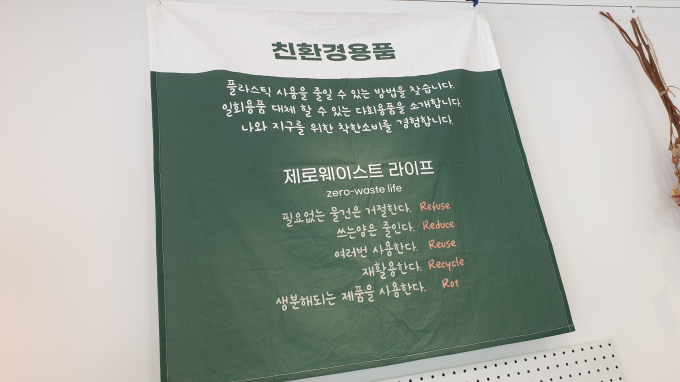 친환경용품
플라스틱 사용을 줄일 수 있는 방법을 찾습니다.
일회용품 대체 할 수 있는 다회용품을 소개합니다.
나와 지구를 위한 착한소비를 경험합니다.
제로웨이스트 라이프
zero-waste life
필요없는 물건은 거절한다. Refuse
쓰는양은 줄인다. Reduce
여러번 사용한다. Reuse
재활용한다. Recycle
생분해되는 제품을 사용한다. Rot